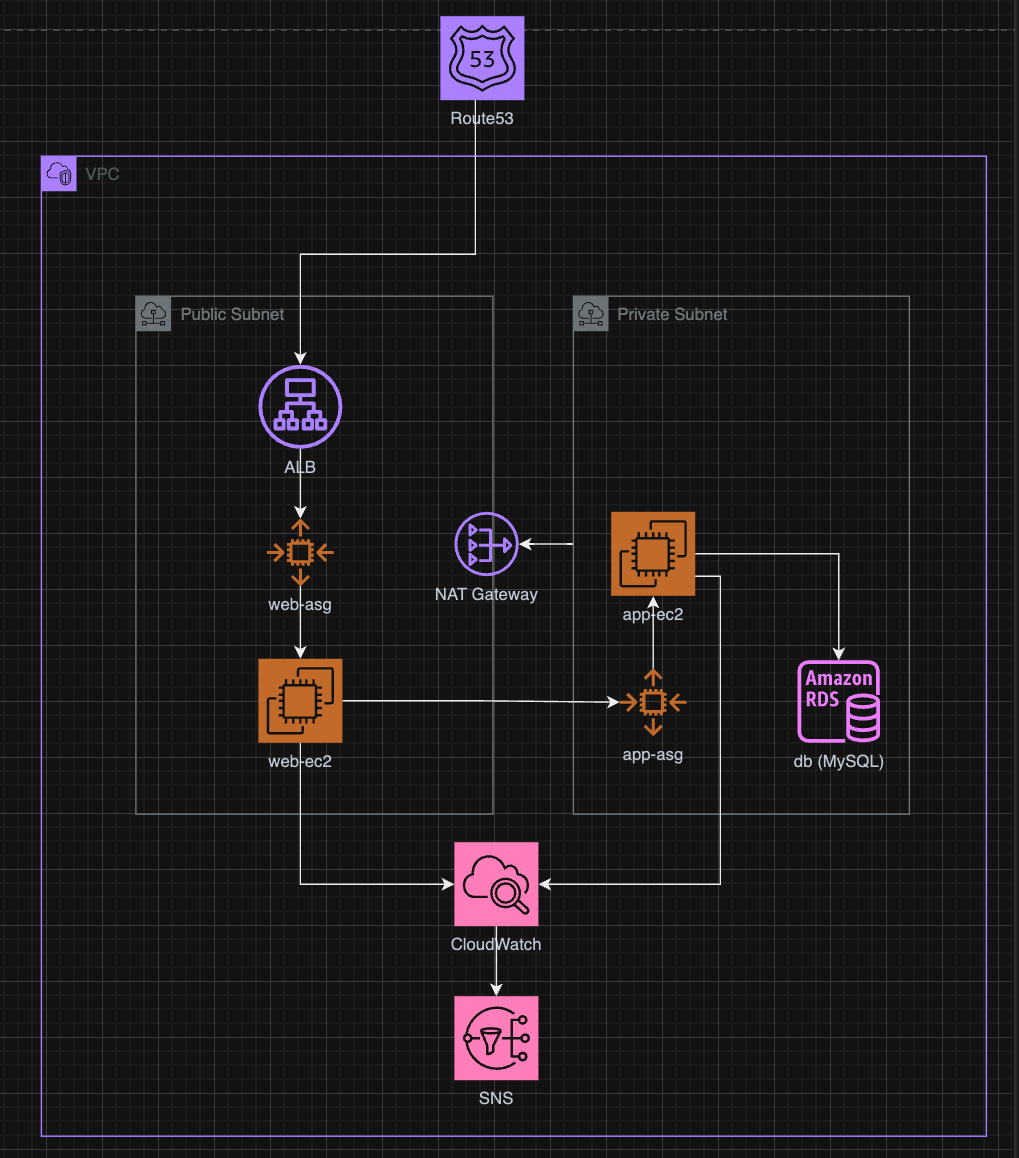 53
Route53
VPC
Public Subnet
Private Subnet
ALB
web-asg
NAT Gateway
app-ec2
Amazon
RDS
web-ec2
app-asg
db (MySQL)
CloudWatch
SNS